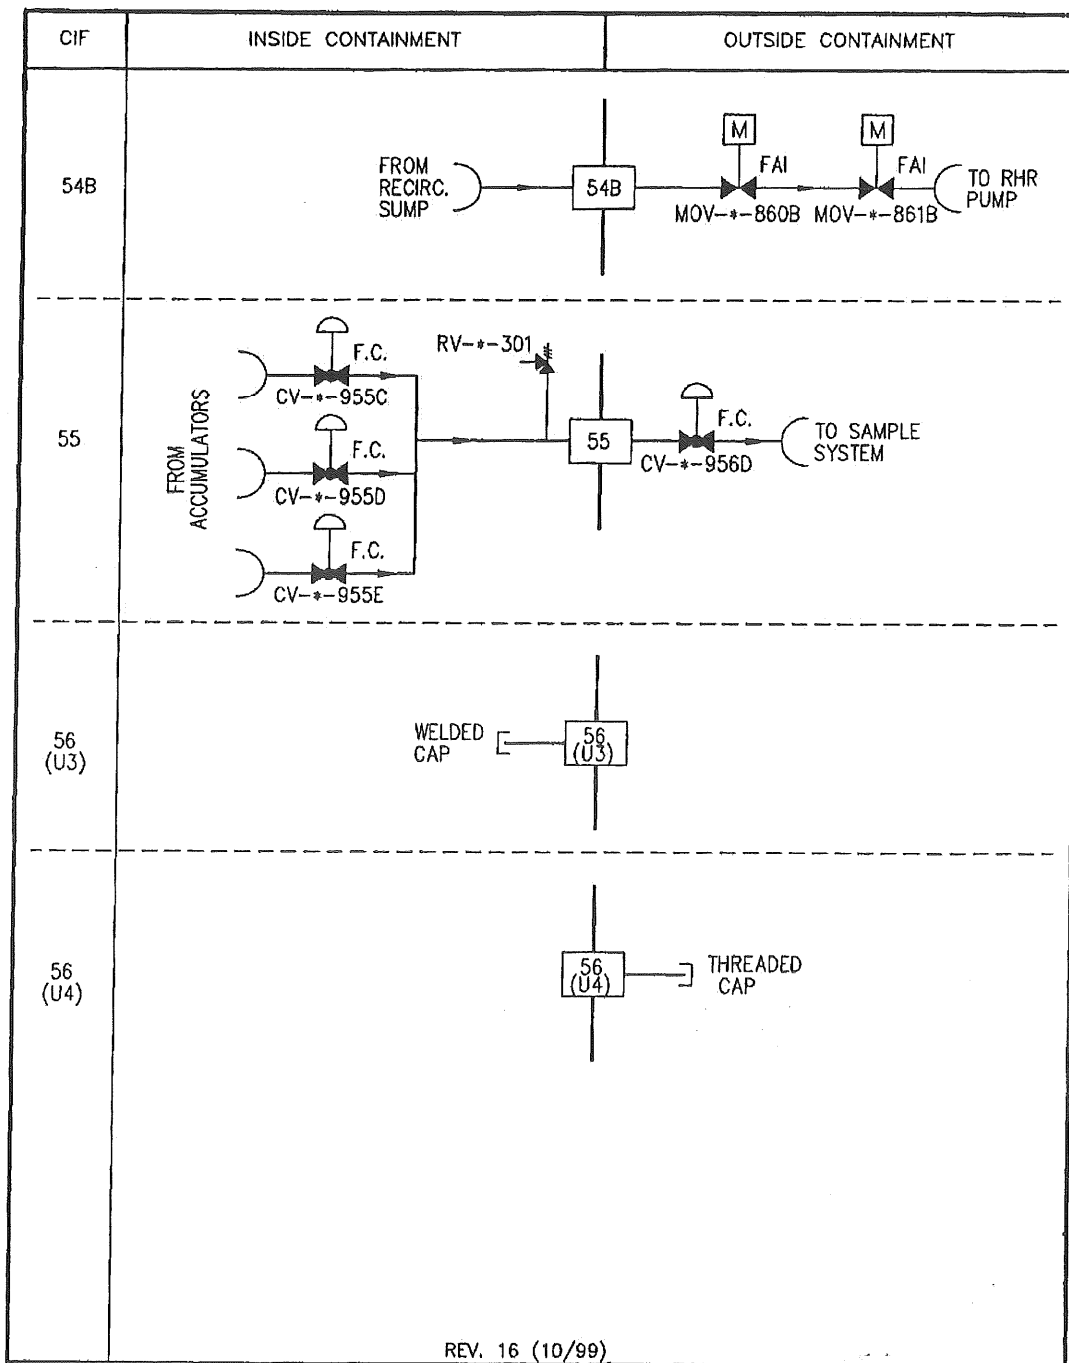 CIF
INSIDE CONTAINMENT
OUTSIDE CONTAINMENT
54B
FROM
RECIRC.
SUMP
54B
M
FAI
MOV-*-860B
M
FAI
MOV-*-861B
TO RHR
PUMP
55
FROM
ACCUMULATORS
F.C.
CV-*-955C
F.C.
CV-*-955D
F.C.
CV-*-955E
RV-*-301
55
F.C.
CV-*-956D
TO SAMPLE
SYSTEM
56
(U3)
WELDED
CAP
56
(U3)
56
(U4)
56
(U4)
THREADED
CAP
REV. 16 (10/99)